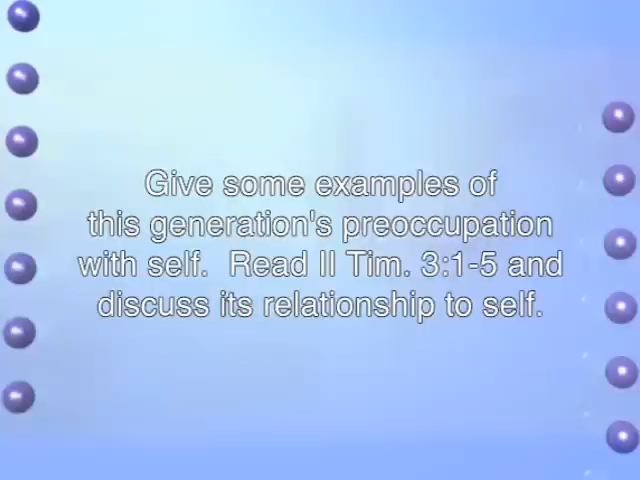 Give some examples of
this generation's preoccupation
with self.  Read II Tim. 3:1-5 and
discuss its relationship to self.